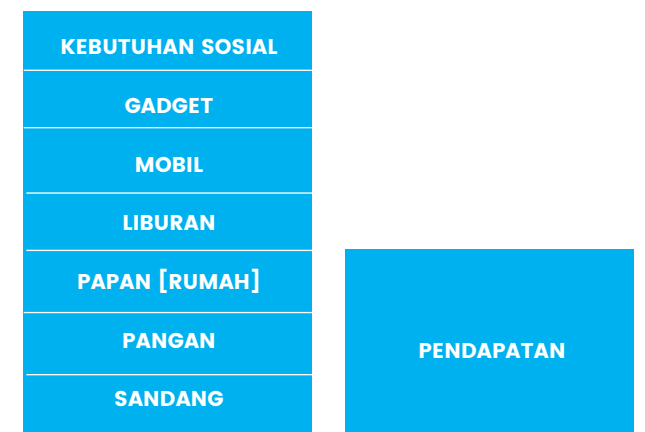 KEBUTUHAN SOSIAL
GADGET
MOBIL
LIBURAN
PAPAN [RUMAH]
PANGAN
SANDANG
PENDAPATAN